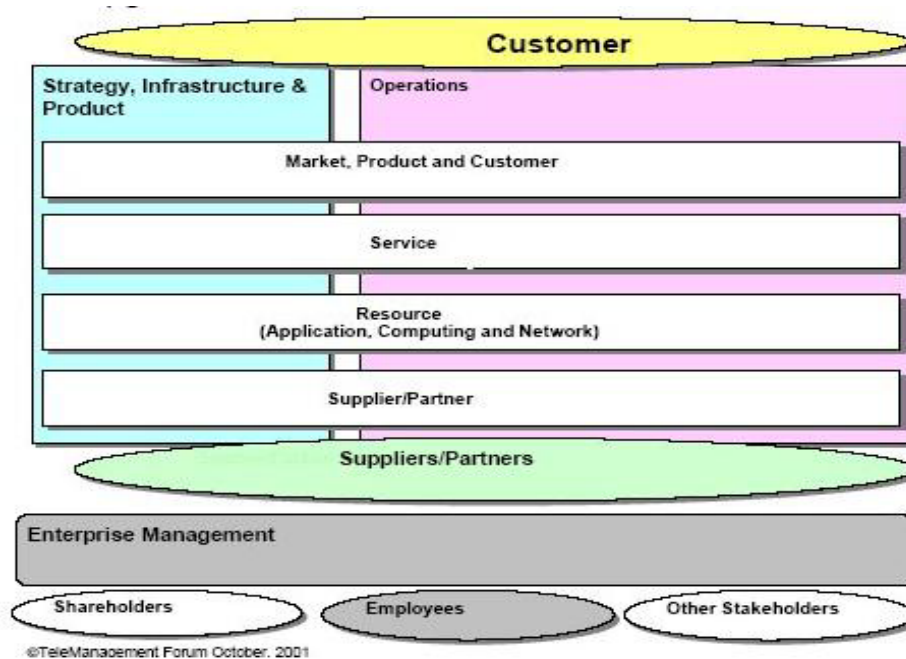 Customer
Strategy, Infrastructure &
Product
Operations
Market, Product and Customer
Service
Resource
(Application, Computing and Network)
Supplier/Partner
Suppliers/Partners
Enterprise Management
Shareholders
Employees
Other Stakeholders
©TeleManagement Forum October, 2001